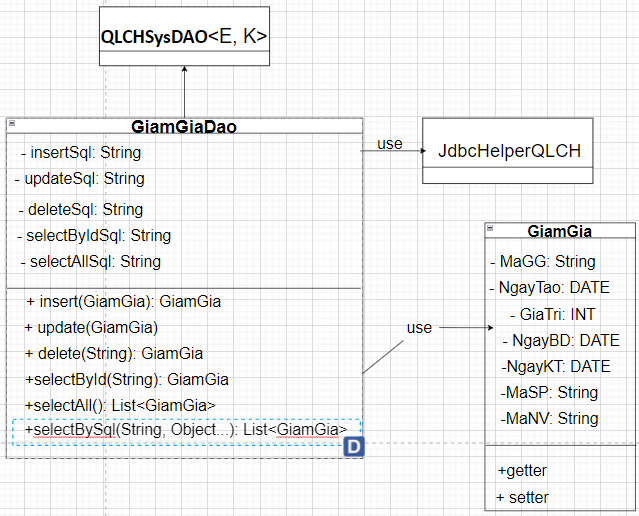 QLCHSysDAO<E, K>
GiamGiaDao
- insertSql: String
- updateSql: String
- deleteSql: String
- selectByIdSql: String
- selectAllSql: String
+ insert(GiamGia): GiamGia
+ update(GiamGia)
+ delete(String): GiamGia
+selectById(String): GiamGia
+selectAll(): List<GiamGia>
+selectBySql(String, Object...): List<GiamGia>
D
use
JdbcHelperQLCH
use
GiamGia
- MaGG: String
- NgayTao: DATE
- GiaTri: INT
- NgayBD: DATE
-NgayKT: DATE
-MaSP: String
-MaNV: String
+getter
+ setter